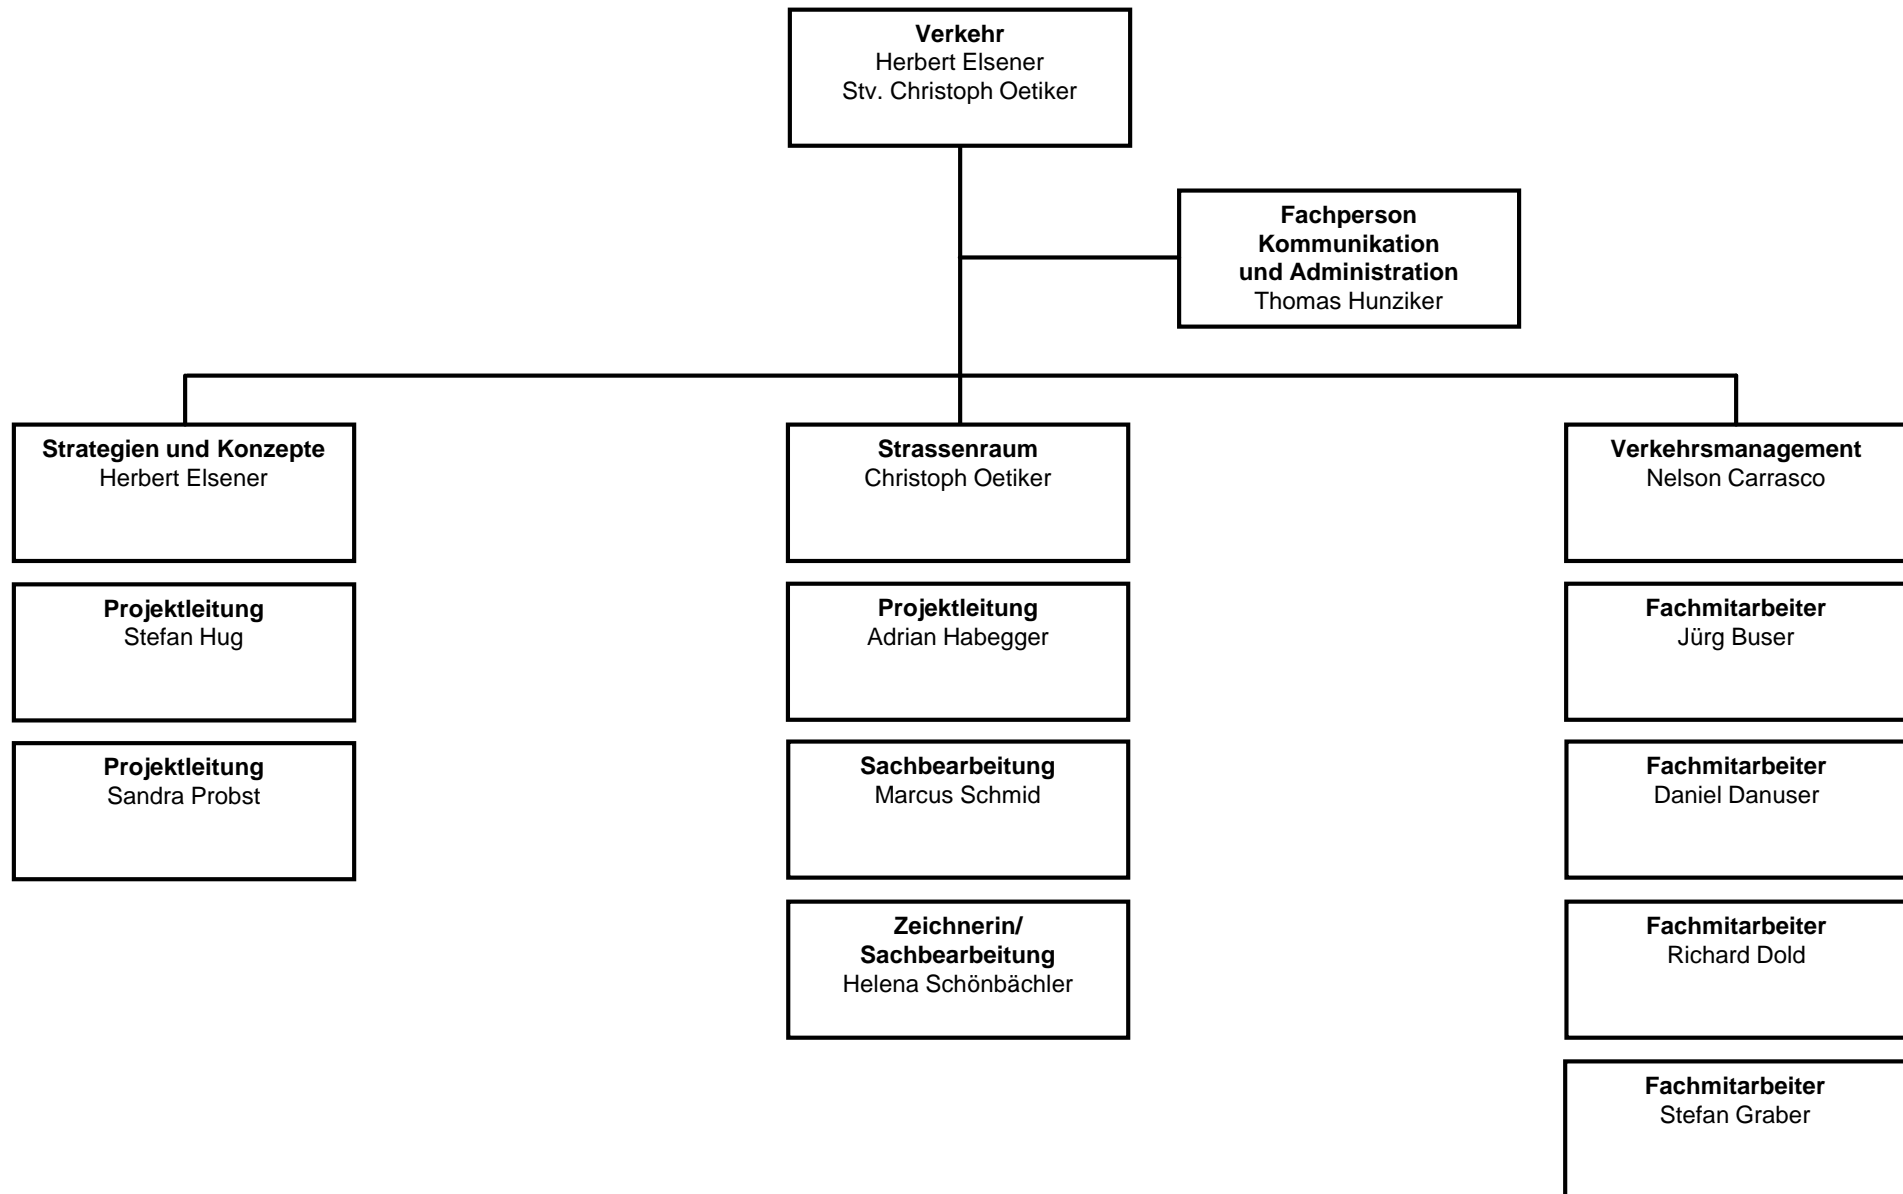 Verkehr
Herbert Elsener
Stv. Christoph Oetiker
Fachperson
Kommunikation
und Administration
Thomas Hunziker
Strategien und Konzepte
Herbert Elsener
Projektleitung
Stefan Hug
Projektleitung
Sandra Probst
Strassenraum
Christoph Oetiker
Projektleitung
Adrian Habegger
Sachbearbeitung
Marcus Schmid
Zeichnerin/
Sachbearbeitung
Helena Schönbächler
Verkehrsmanagement
Nelson Carrasco
Fachmitarbeiter
Jürg Buser
Fachmitarbeiter
Daniel Danuser
Fachmitarbeiter
Richard Dold
Fachmitarbeiter
Stefan Graber